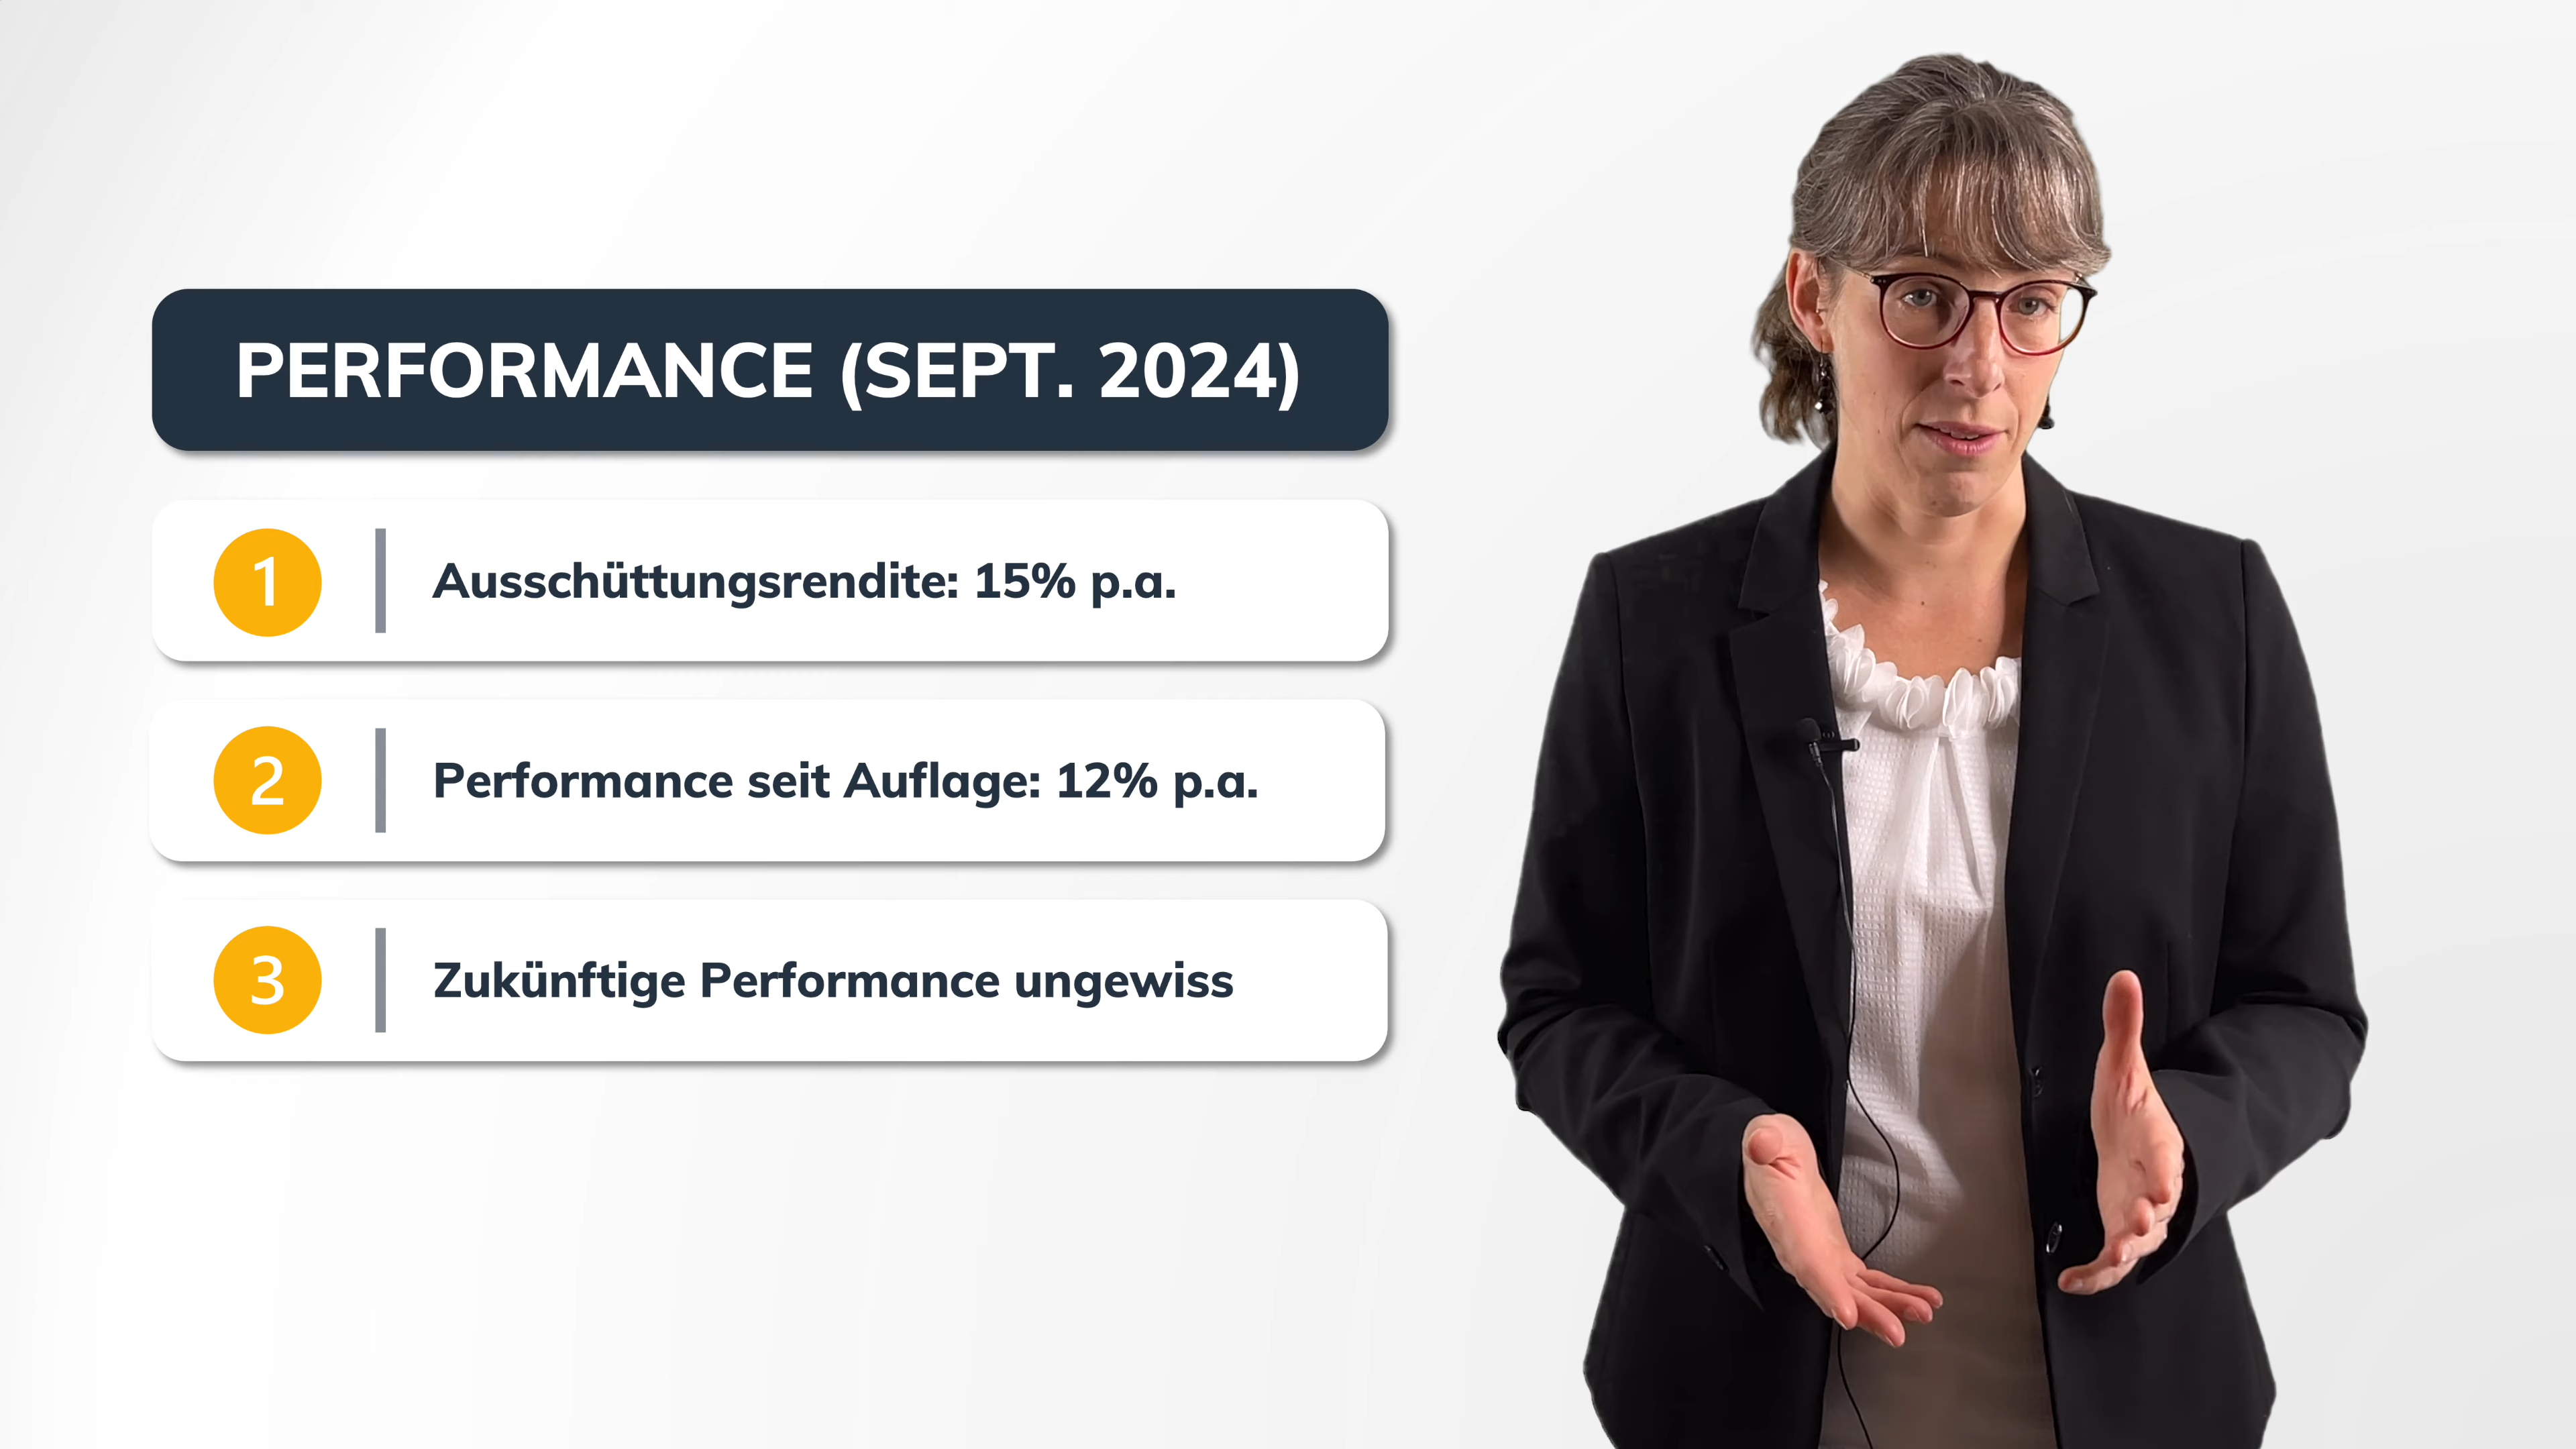 PERFORMANCE (SEPT. 2024)
1 Ausschüttungsrendite: 15% p.a.
2 Performance seit Auflage: 12% p.a.
3 Zukünftige Performance ungewiss